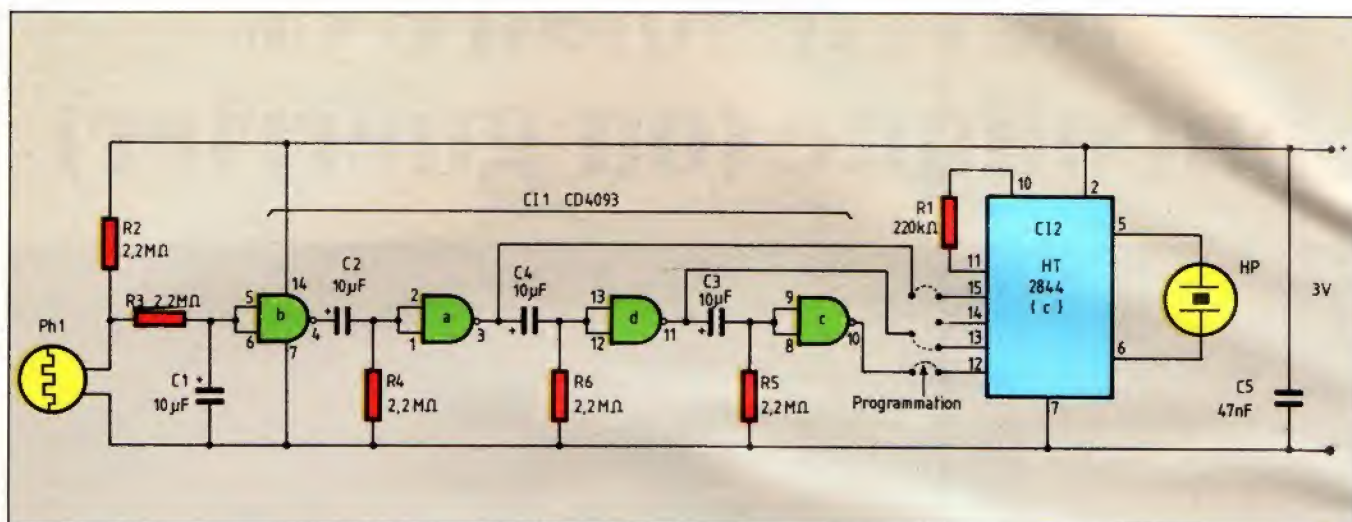 CI1 CD4093
R2
2,2MΩ
R3 2,2MΩ
Ph1
C1 +
10µF
5
6
14
b
7
4
C2
10µF
+
2
1
a
3
R4
2,2MΩ
C4
10µF
+
13
12
d
11
R6
2,2MΩ
C3
10µF
+
9
8
c
10
R5
2,2MΩ
Programmation
R1
220kΩ
10
2
11
15
14
13
12
CI2
HT
2844
{ c }
5
6
7
HP
3V
C5
47nF
+
-